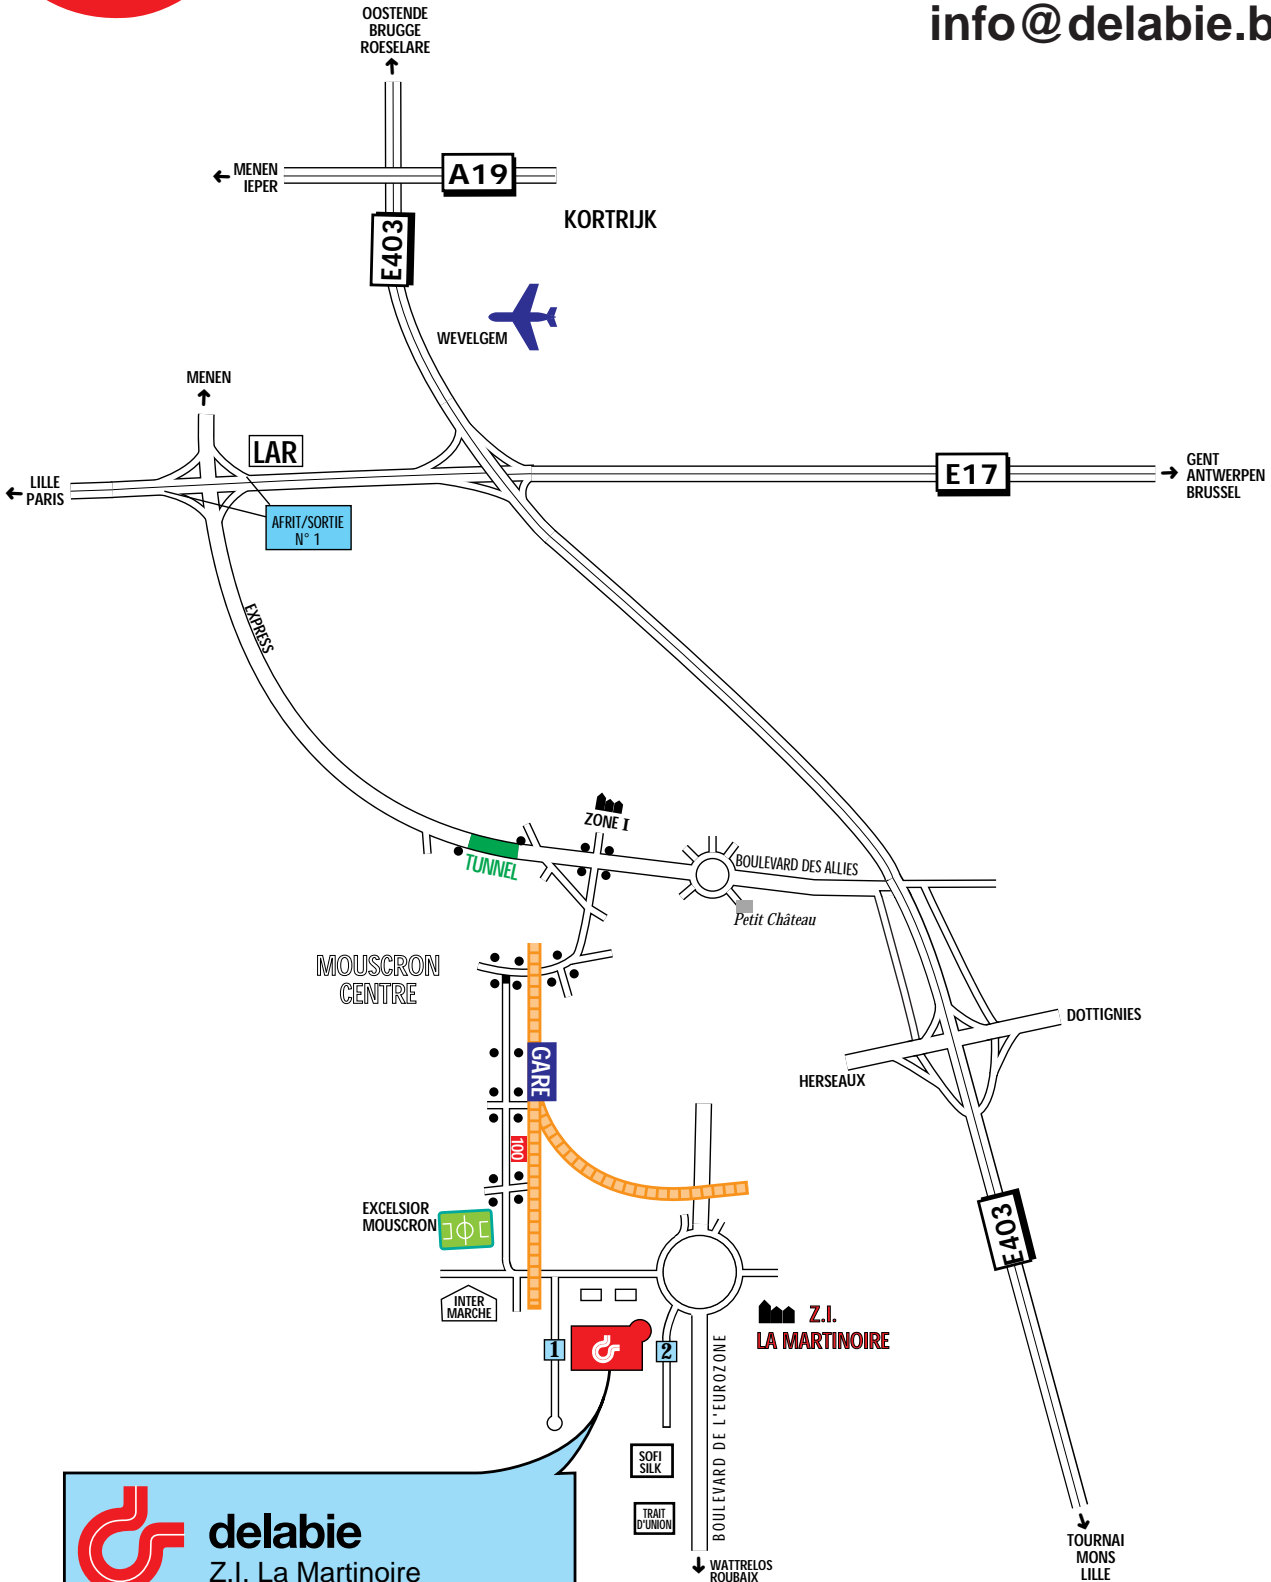 info@delabie.b
OOSTENDE
BRUGGE
ROESELARE
MENEN
IEPER
A19
KORTRIJK
E403
WEVELGEM
MENEN
LAR
LILLE
PARIS
E17
GENT
ANTWERPEN
BRUSSEL
AFRIT/SORTIE
N° 1
EXPRESS
ZONE I
TUNNEL
BOULEVARD DES ALLIES
Petit Château
MOUSCRON
CENTRE
DOTTIGNIES
HERSEAUX
GARE
100
EXCELSIOR
MOUSCRON
E403
INTER
MARCHE
Z.I.
LA MARTINOIRE
1
2
BOULEVARD DE L'EUROZONE
SOFI
SILK
TRAIT
D'UNION
delabie
Z.I. La Martinoire
WATTRELOS
ROUBAIX
TOURNAI
MONS
LILLE